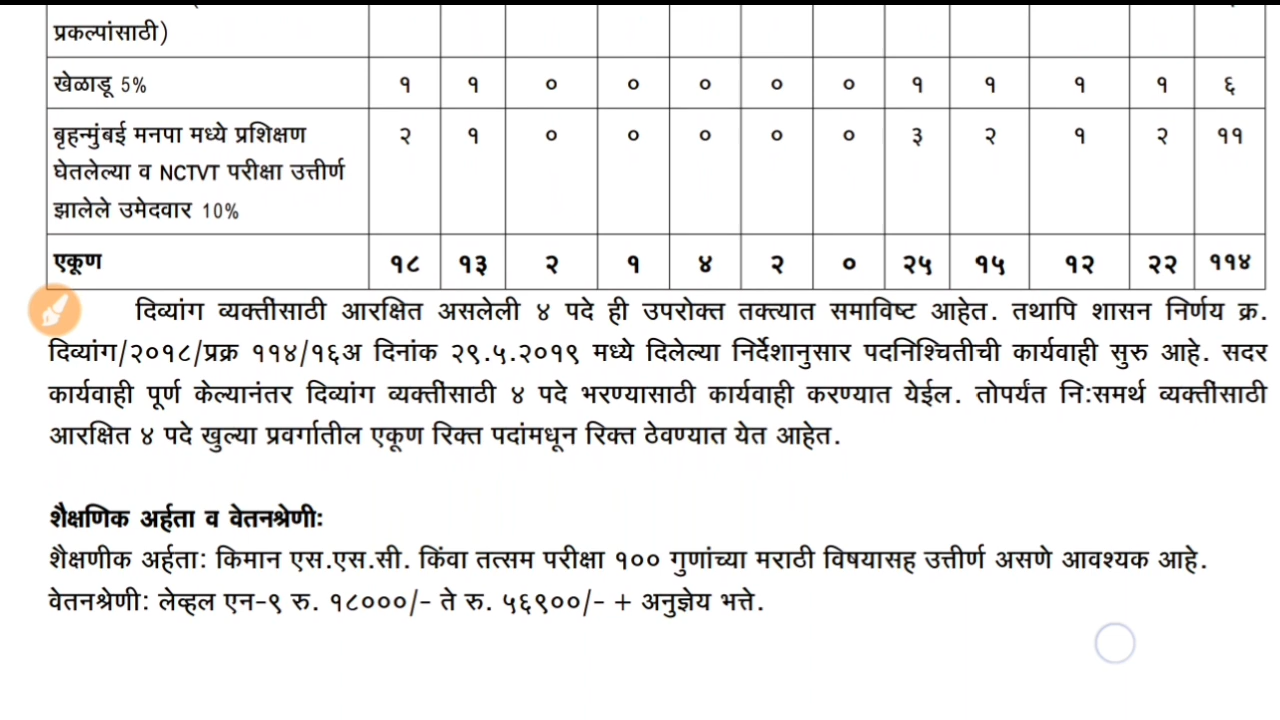 प्रकल्पांसाठी)
खेळाडू 5% १ १ ० ० ० ० ० १ १ १ १ ६
बृहन्मुंबई मनपा मध्ये प्रशिक्षण २ १ ० ० ० ० ० ३ २ १ २ ११
घेतलेल्या व NCTVT परीक्षा उत्तीर्ण
झालेले उमेदवार 10%
एकूण १८ १३ २ १ ४ २ ० २५ १५ १२ २२ ११४
दिव्यांग व्यक्तींसाठी आरक्षित असलेली ४ पदे ही उपरोक्त तक्त्यात समाविष्ट आहेत. तथापि शासन निर्णय क्र.
दिव्यांग/२०१८/प्रक्र ११४/१६अ दिनांक २९.५.२०१९ मध्ये दिलेल्या निर्देशानुसार पदनिश्चितीची कार्यवाही सुरु आहे. सदर
कार्यवाही पूर्ण केल्यानंतर दिव्यांग व्यक्तींसाठी ४ पदे भरण्यासाठी कार्यवाही करण्यात येईल. तोपर्यंत नि:समर्थ व्यक्तींसाठी
आरक्षित ४ पदे खुल्या प्रवर्गातील एकूण रिक्त पदांमधून रिक्त ठेवण्यात येत आहेत.
शैक्षणिक अर्हता व वेतनश्रेणी:
शैक्षणीक अर्हता: किमान एस.एस.सी. किंवा तत्सम परीक्षा १०० गुणांच्या मराठी विषयासह उत्तीर्ण असणे आवश्यक आहे.
वेतनश्रेणी: लेव्हल एन-९ रु. १८०००/- ते रु. ५६९००/- + अनुज्ञेय भत्ते.